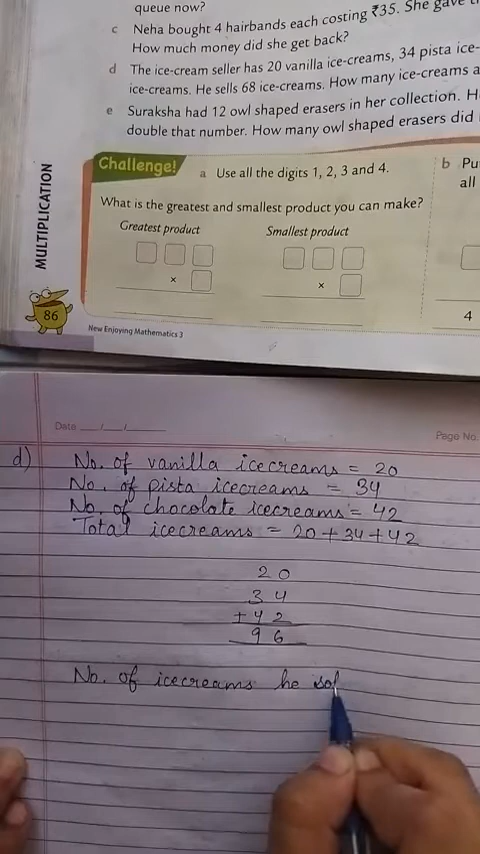 queue now?
c Neha bought 4 hairbands each costing ₹35. She gave
How much money did she get back?
d The ice-cream seller has 20 vanilla ice-creams, 34 pista ice-
ice-creams. He sells 68 ice-creams. How many ice-creams
e Suraksha had 12 owl shaped erasers in her collection.
double that number. How many owl shaped erasers did
MULTIPLICATION
Challenge!
a Use all the digits 1, 2, 3 and 4.
What is the greatest and smallest product you can make?
Greatest product Smallest product
× ×
b Pu
all
4
86
New Enjoying Mathematics 3
Date __/__/____
Page No.
d) No. of vanilla icecreams = 20
No. of pista icecreams = 34
No. of chocolate icecreams = 42
Total icecreams = 20+34+42
20
34
+42
96
No. of icecreams he sol